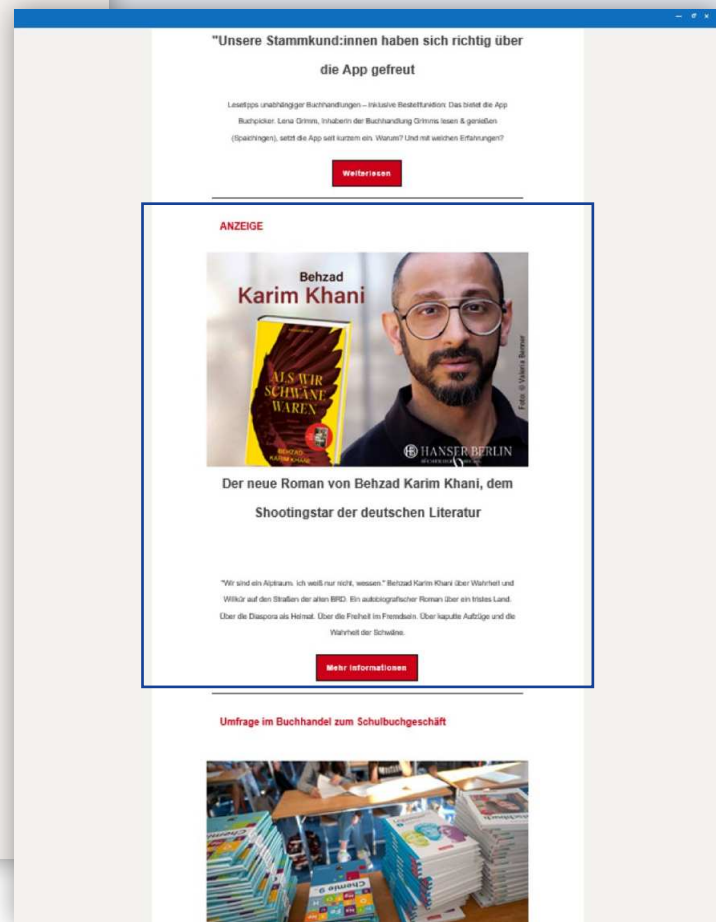 "Unsere Stammkund:innen haben sich richtig über
die App gefreut
Lesetipps unabhängiger Buchhandlungen – inklusive Bestellfunktion: Das bietet die App
Buchpicker. Lena Grimm, Inhaberin der Buchhandlung Grimms lesen & genießen
(Spaichingen), setzt die App seit kurzem ein. Warum? Und mit welchen Erfahrungen?
Weiterlesen
ANZEIGE
Behzad
Karim Khani
ALS WIR
SCHWÄNE
WAREN
BEHZAD
KARIM KHANI
Foto: © Valeria Benner
HANSER BERLIN
Der neue Roman von Behzad Karim Khani, dem
Shootingstar der deutschen Literatur
"Wir sind ein Alptraum. Ich weiß nur nicht, wessen." Behzad Karim Khani über Wahrheit und
Willkür auf den Straßen der alten BRD. Ein autobiografischer Roman über ein tristes Land.
Über die Diaspora als Heimat. Über die Freiheit im Fremdsein. Über kaputte Aufzüge und die
Wahrheit der Schwäne.
Mehr Informationen
Umfrage im Buchhandel zum Schulbuchgeschäft
Chemie 9